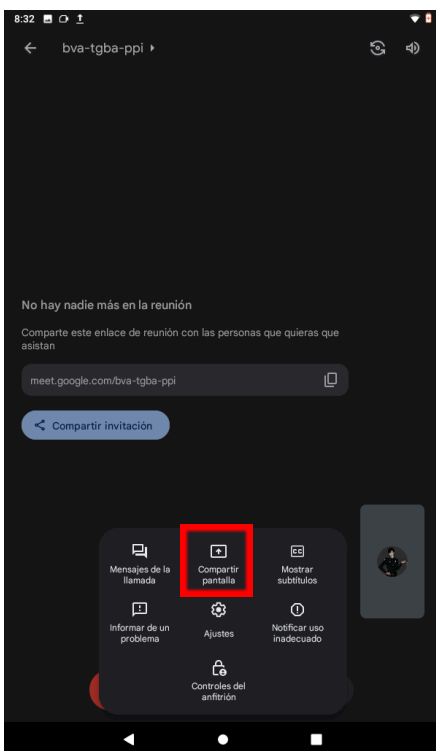 8:32
bva-tgba-ppi
No hay nadie más en la reunión
Comparte este enlace de reunión con las personas que quieras que
asistan
meet.google.com/bva-tgba-ppi
Compartir invitación
Mensajes de la
llamada
Compartir
pantalla
CC
Mostrar
subtítulos
Informar de un
problema
Ajustes
Notificar uso
inadecuado
Controles del
anfitrión